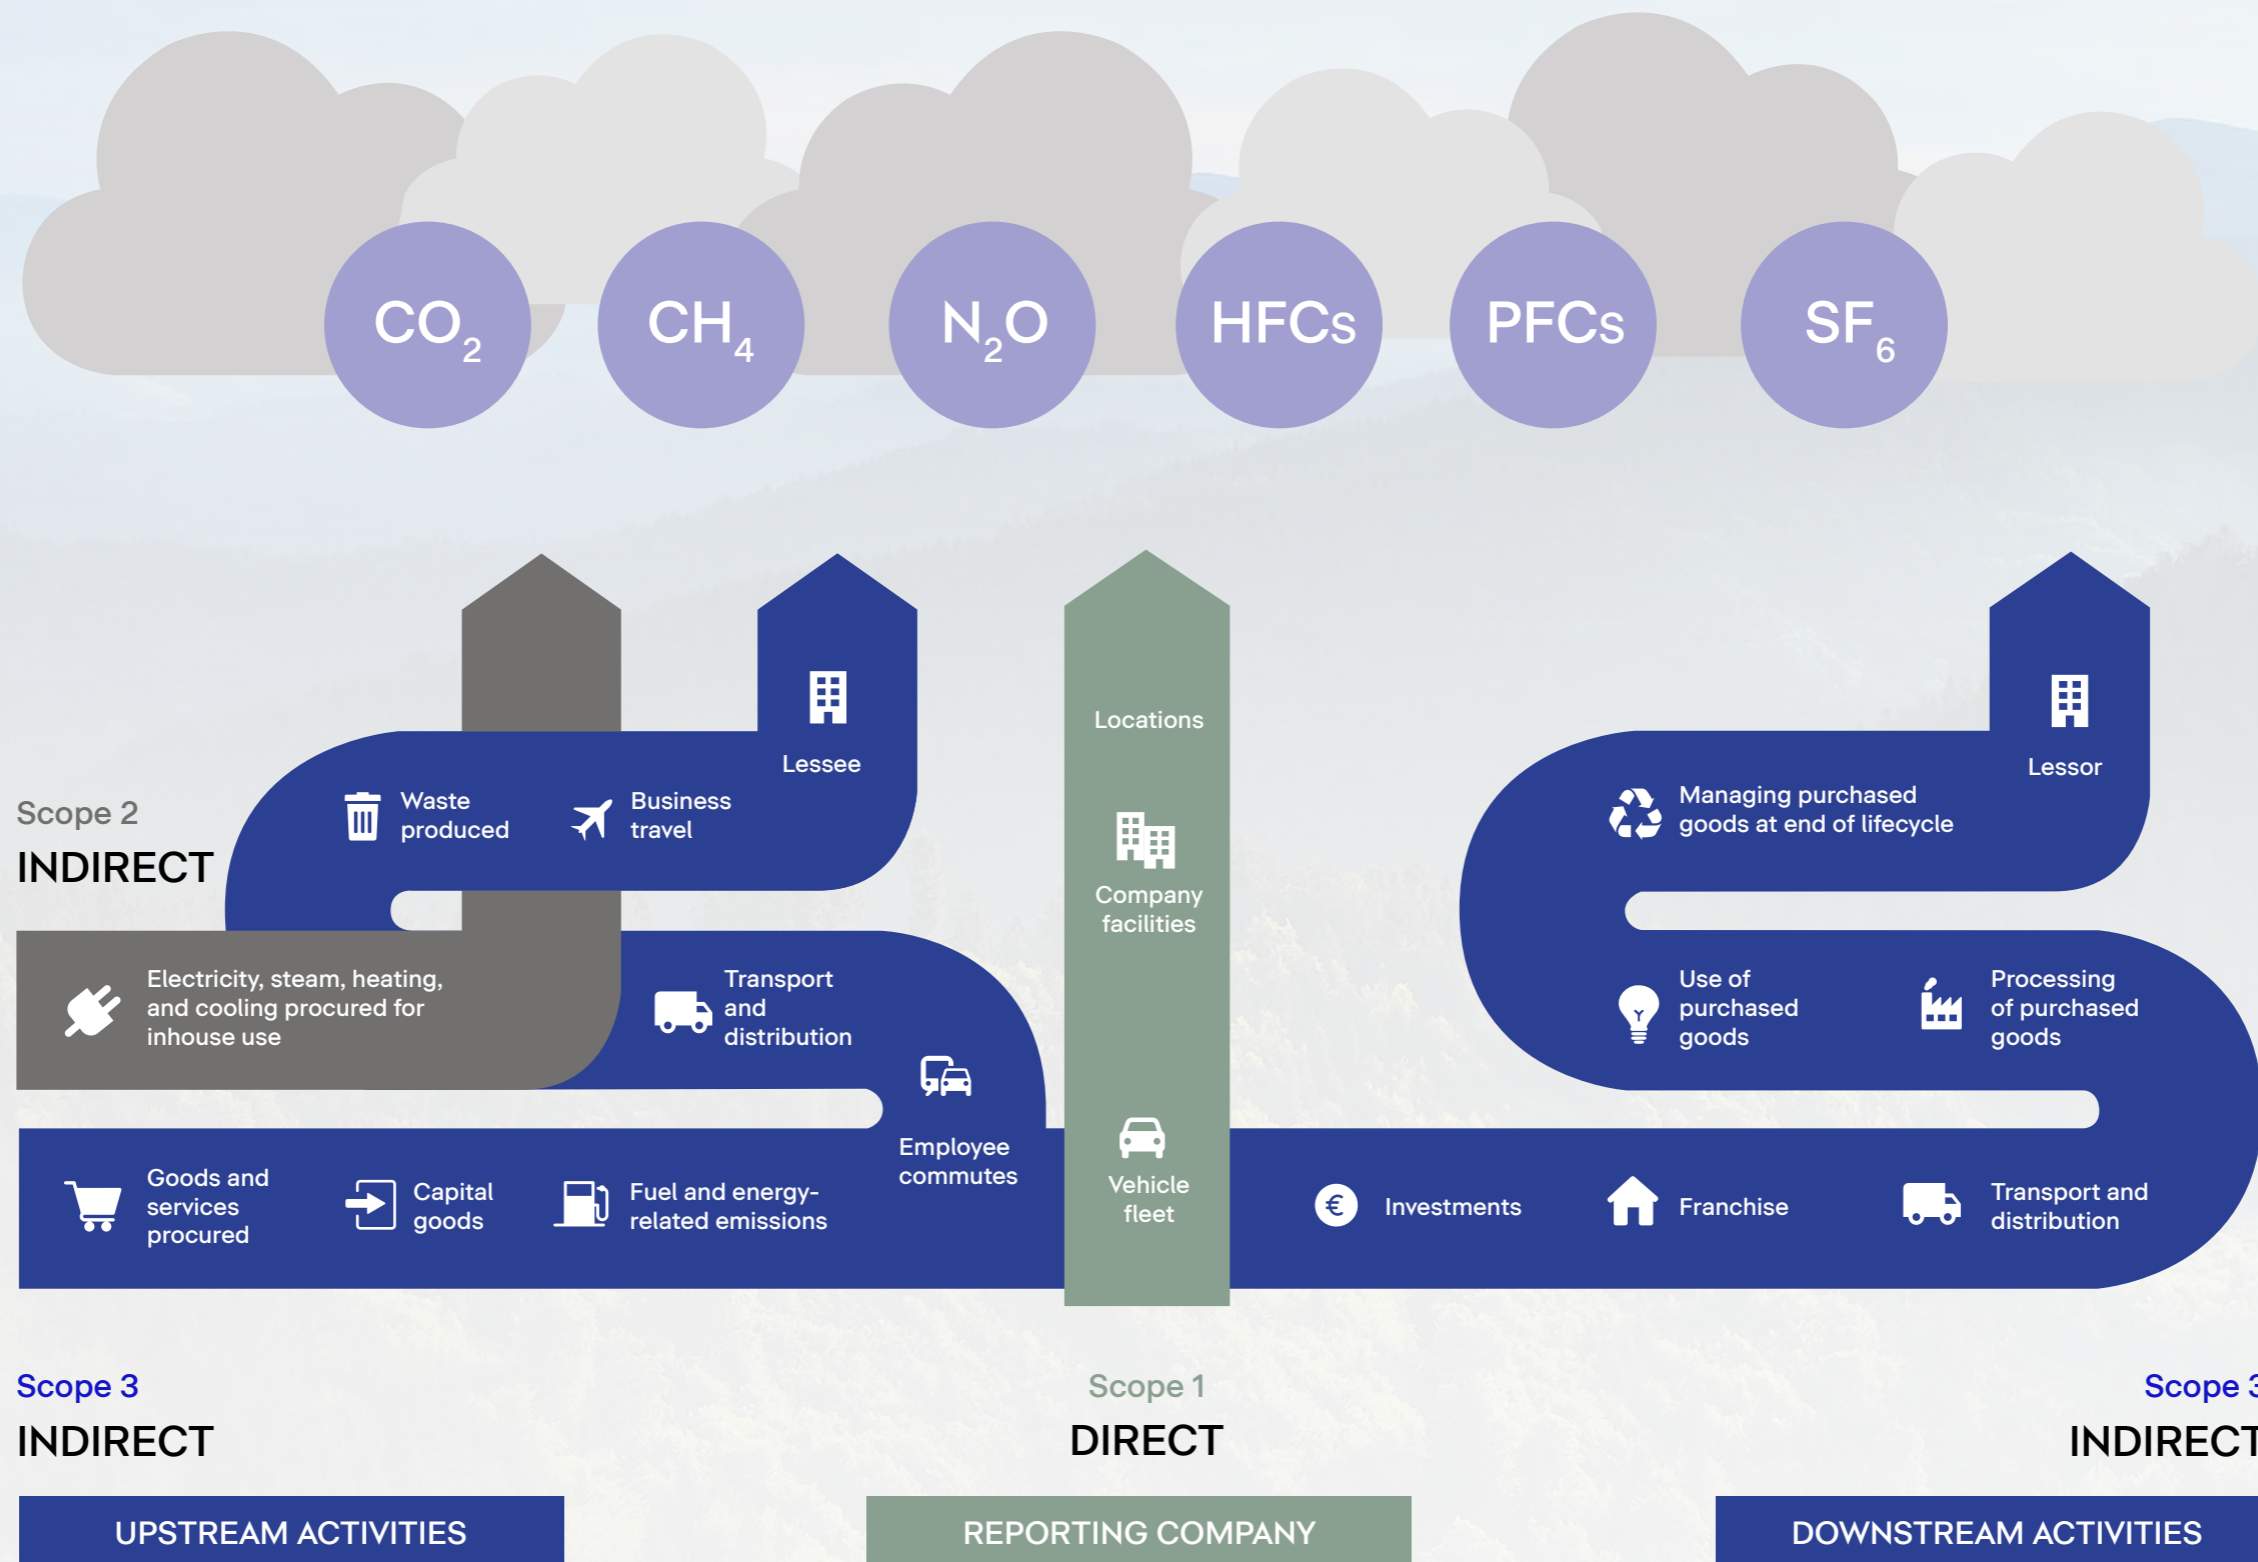 CO2
CH4
N2O
HFCs
PFCs
SF6
Lessee
Waste
produced
Business
travel
Scope 2
INDIRECT
Electricity, steam, heating,
and cooling procured for
inhouse use
Transport
and
distribution
Employee
commutes
Goods and
services
procured
Capital
goods
Fuel and energy-
related emissions
Locations
Company
facilities
Vehicle
fleet
Lessor
Managing purchased
goods at end of lifecycle
Use of
purchased
goods
Processing
of purchased
goods
€
Investments
Franchise
Transport and
distribution
Scope 3
INDIRECT
UPSTREAM ACTIVITIES
Scope 1
DIRECT
REPORTING COMPANY
Scope 3
INDIRECT
DOWNSTREAM ACTIVITIES